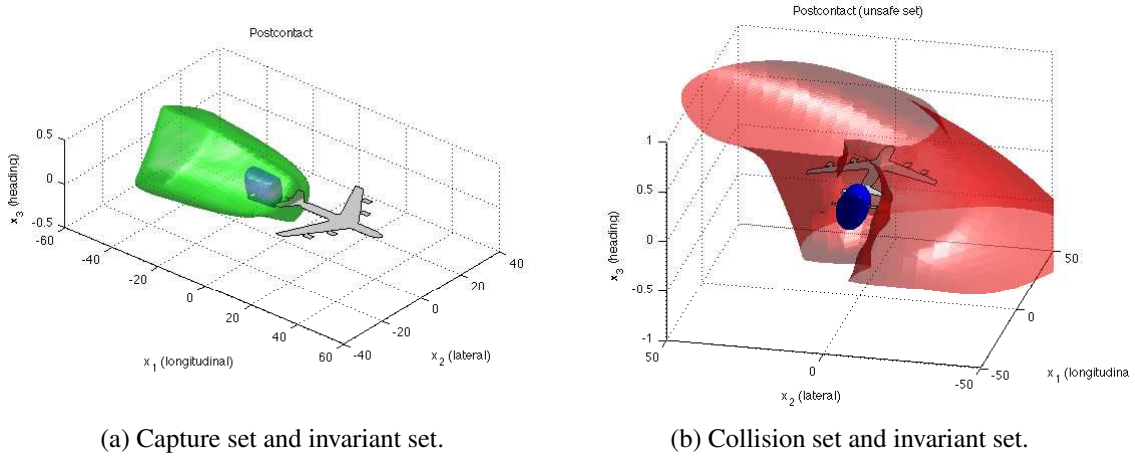 Postcontact
0.5
0
-0.5
x3 (heading)
-60
-40
-20
0
20
40
60
x1 (longitudinal)
-40
-20
0
20
40
x2 (lateral)
(a) Capture set and invariant set.
Postcontact (unsafe set)
1
0.5
0
-0.5
-1
x3 (heading)
50
0
-50
x2 (lateral)
50
0
-50
x1 (longitudina
(b) Collision set and invariant set.